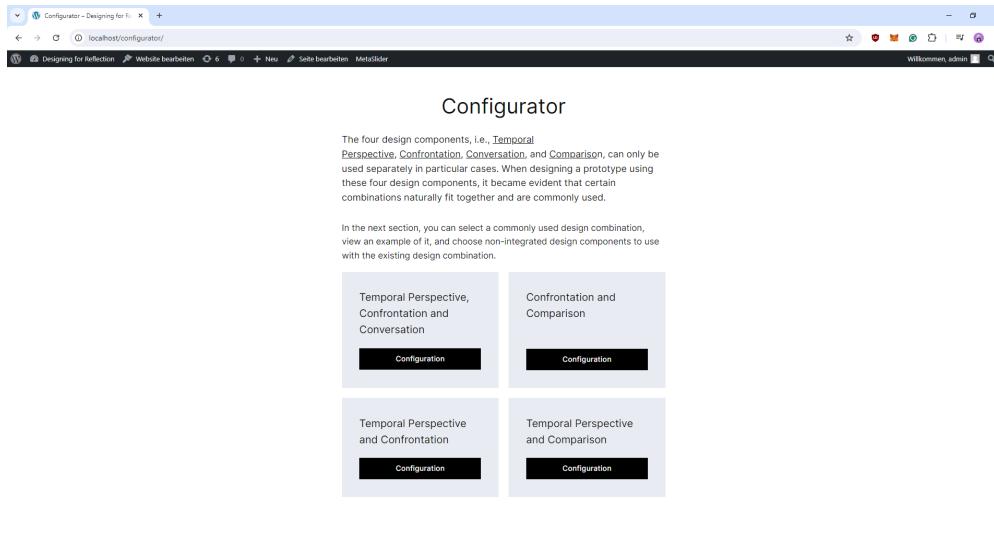 Configurator – Designing for Re
localhost/configurator/
Designing for Reflection Website bearbeiten 6 0 Neu Seite bearbeiten MetaSlider Willkommen, admin
Configurator
The four design components, i.e., Temporal
Perspective, Confrontation, Conversation, and Comparison, can only be
used separately in particular cases. When designing a prototype using
these four design components, it became evident that certain
combinations naturally fit together and are commonly used.
In the next section, you can select a commonly used design combination,
view an example of it, and choose non-integrated design components to use
with the existing design combination.
Temporal Perspective,
Confrontation and
Conversation
Configuration
Confrontation and
Comparison
Configuration
Temporal Perspective
and Confrontation
Configuration
Temporal Perspective
and Comparison
Configuration